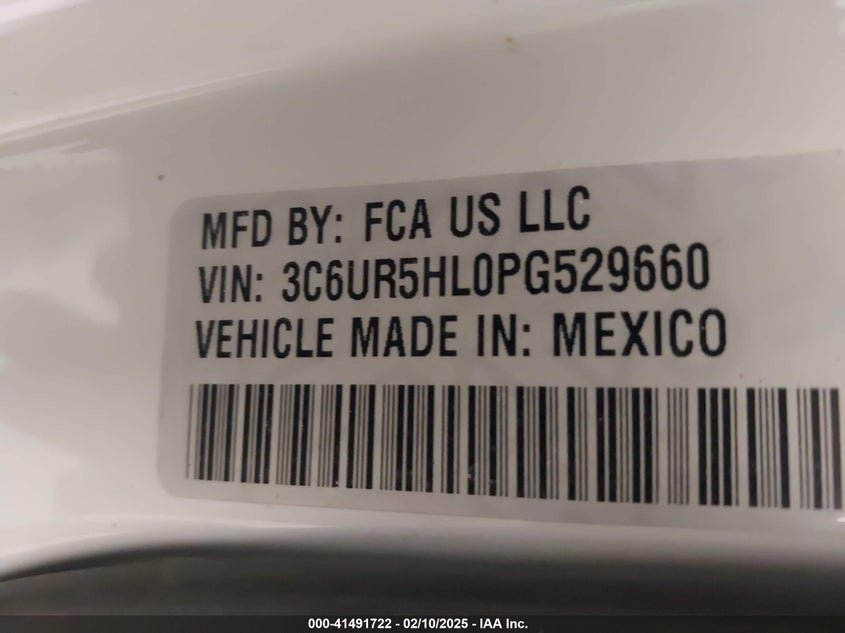 MFD BY: FCA US LLC
VIN: 3C6UR5HL0PG529660
VEHICLE MADE IN: MEXICO
000-41491722 — 02/10/2025 — IAA Inc.